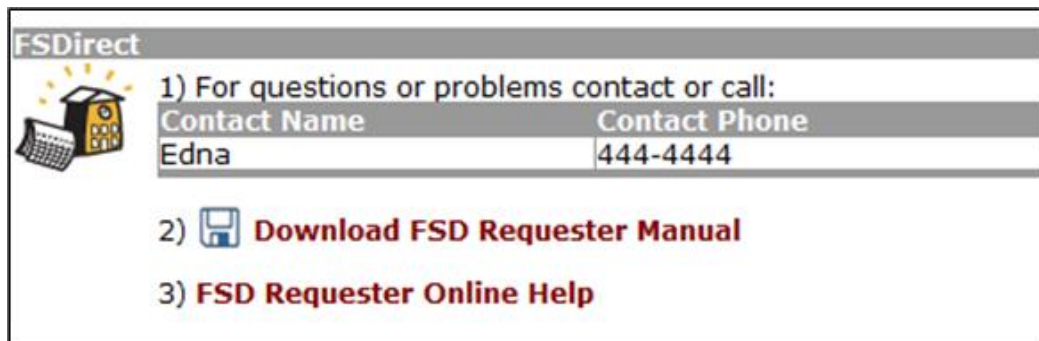 FSDirect
1) For questions or problems contact or call:
Contact Name Contact Phone
Edna 444-4444
2) Download FSD Requester Manual
3) FSD Requester Online Help